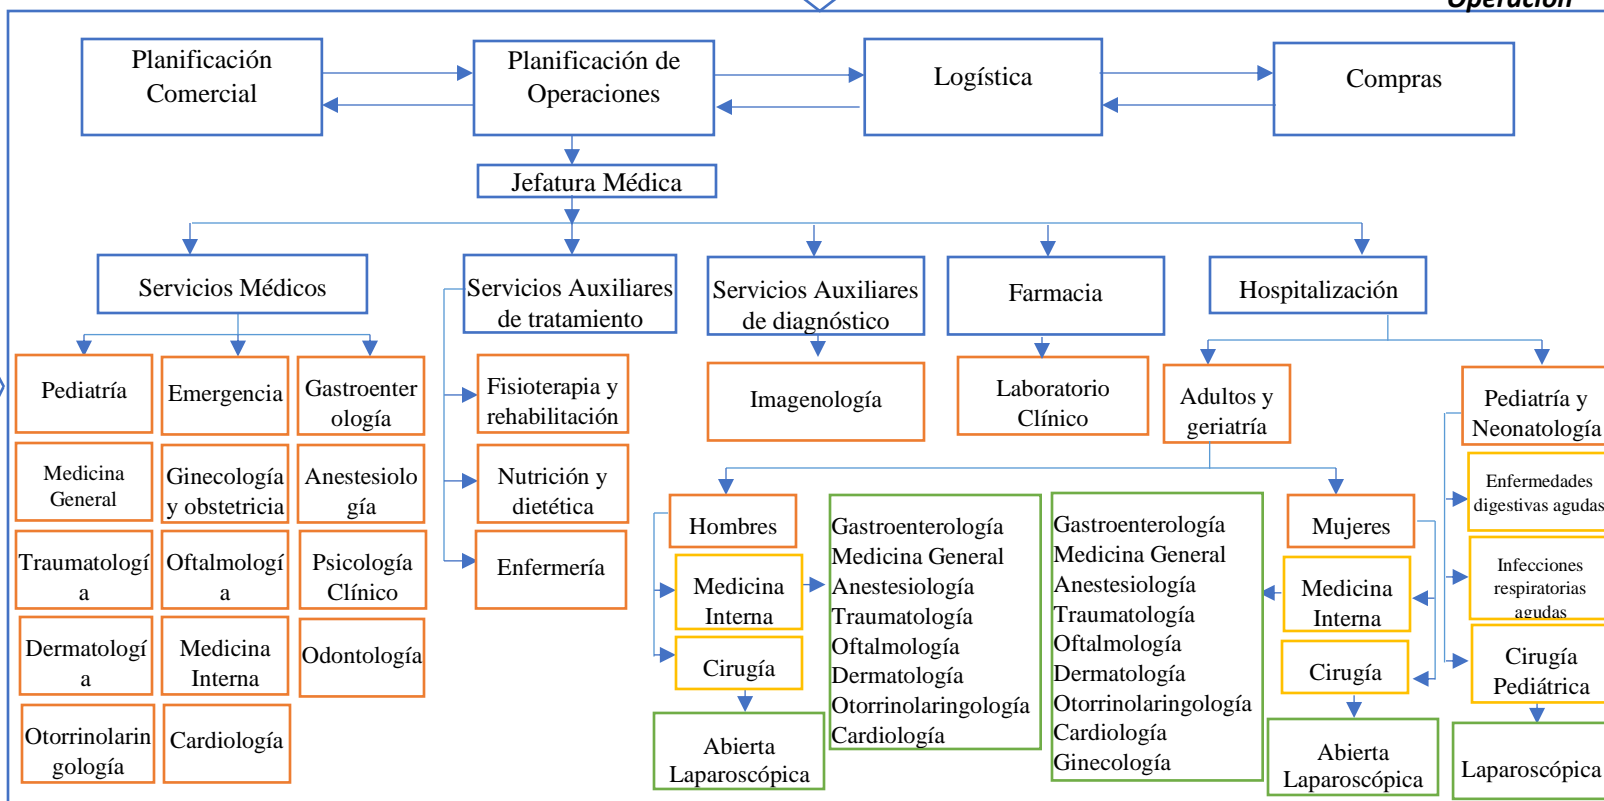 Operación
Planificación
Comercial
Planificación de
Operaciones
Logística
Compras
Jefatura Médica
Servicios Médicos
Servicios Auxiliares
de tratamiento
Servicios Auxiliares
de diagnóstico
Farmacia
Hospitalización
Pediatría
Emergencia
Gastroenter
ología
Medicina
General
Ginecología
y obstetricia
Anestesiolo
gía
Traumatologí
a
Oftalmologí
a
Psicología
Clínico
Dermatologí
a
Medicina
Interna
Odontología
Otorrinolarin
gología
Cardiología
Fisioterapia y
rehabilitación
Nutrición y
dietética
Enfermería
Imagenología
Laboratorio
Clínico
Adultos y
geriatría
Pediatría y
Neonatología
Hombres
Medicina
Interna
Cirugía
Abierta
Laparoscópica
Gastroenterología
Medicina General
Anestesiología
Traumatología
Oftalmología
Dermatología
Otorrinolaringología
Cardiología
Gastroenterología
Medicina General
Anestesiología
Traumatología
Oftalmología
Dermatología
Otorrinolaringología
Cardiología
Ginecología
Mujeres
Medicina
Interna
Cirugía
Abierta
Laparoscópica
Enfermedades
digestivas agudas
Infecciones
respiratorias
agudas
Cirugía
Pediátrica
Laparoscópica